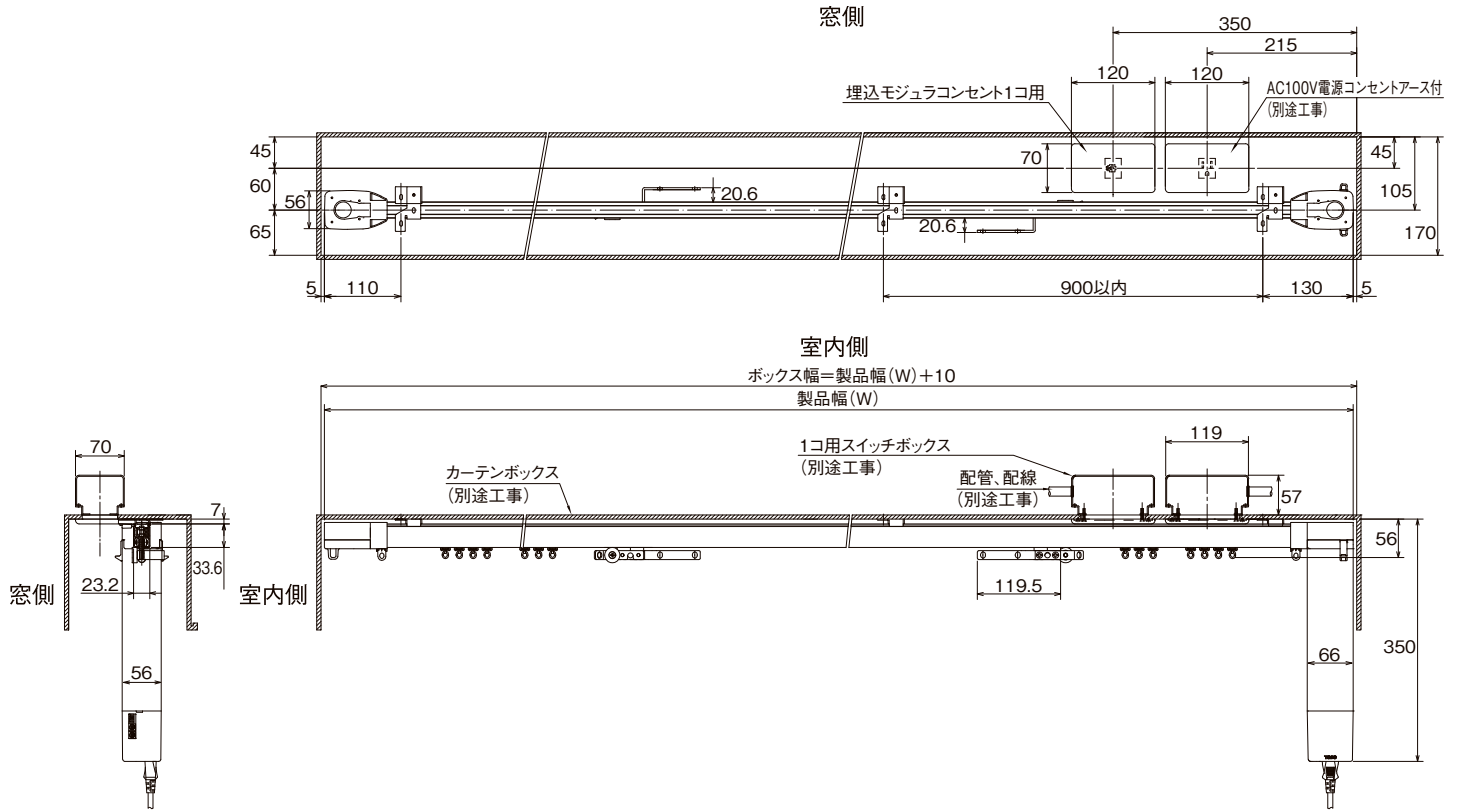 窓側
350
215
120
120
埋込モジュラコンセント1コ用
AC100V電源コンセントアース付
(別途工事)
45
60
56
65
70
45
105
170
20.6
20.6
5
110
900以内
130
5
室内側
ボックス幅＝製品幅(W)＋10
製品幅(W)
70
カーテンボックス
(別途工事)
1コ用スイッチボックス
(別途工事)
配管、配線
(別途工事)
119
57
7
33.6
23.2
窓側
室内側
56
119.5
56
66
350